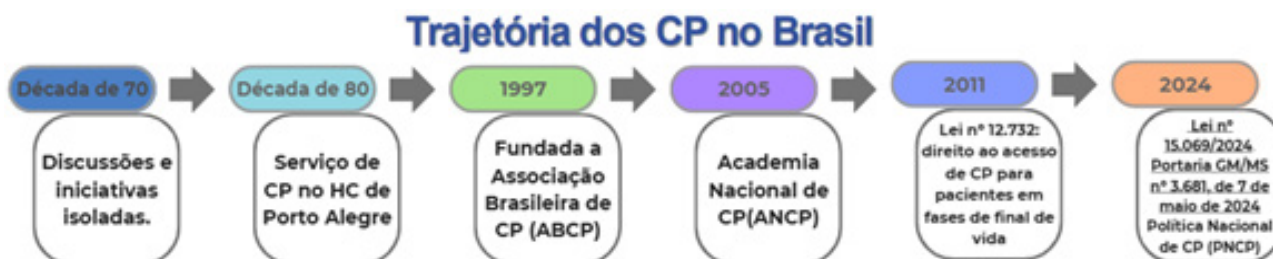 Trajetória dos CP no Brasil
Década de 70
Discussões e
iniciativas
isoladas.
Década de 80
Serviço de
CP no HC de
Porto Alegre
1997
Fundada a
Associação
Brasileira de
CP (ABCP)
2005
Academia
Nacional de
CP(ANCP)
2011
Lei nº 12.732:
direito ao acesso
de CP para
pacientes em
fases de final de
vida
2024
Lei nº
15.069/2024
Portaria GM/MS
nº 3.681, de 7 de
maio de 2024
Política Nacional
de CP (PNCP)